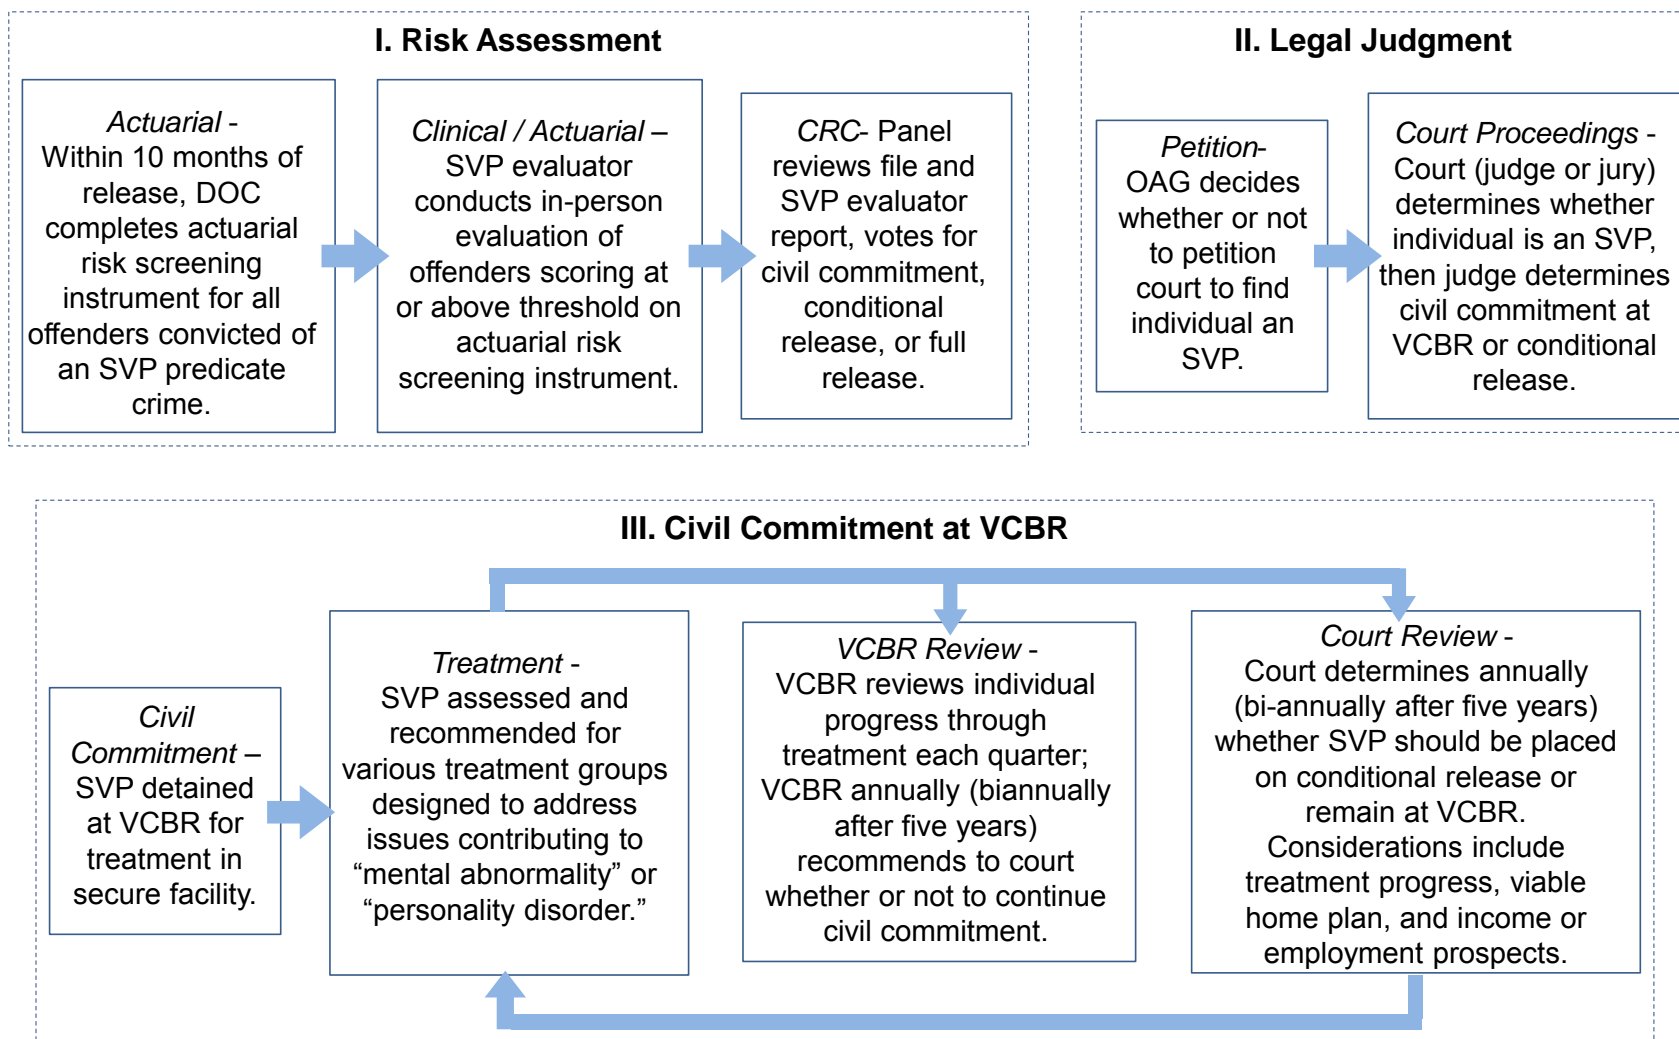 I. Risk Assessment
Actuarial -
Within 10 months of
release, DOC
completes actuarial
risk screening
instrument for all
offenders convicted of
an SVP predicate
crime.
Clinical / Actuarial –
SVP evaluator
conducts in-person
evaluation of
offenders scoring at
or above threshold on
actuarial risk
screening instrument.
CRC- Panel
reviews file and
SVP evaluator
report, votes for
civil commitment,
conditional
release, or full
release.
II. Legal Judgment
Petition-
OAG decides
whether or not
to petition
court to find
individual an
SVP.
Court Proceedings -
Court (judge or jury)
determines whether
individual is an SVP,
then judge determines
civil commitment at
VCBR or conditional
release.
III. Civil Commitment at VCBR
Civil
Commitment –
SVP detained
at VCBR for
treatment in
secure facility.
Treatment -
SVP assessed and
recommended for
various treatment groups
designed to address
issues contributing to
“mental abnormality” or
“personality disorder.”
VCBR Review -
VCBR reviews individual
progress through
treatment each quarter;
VCBR annually (biannually
after five years)
recommends to court
whether or not to continue
civil commitment.
Court Review -
Court determines annually
(bi-annually after five years)
whether SVP should be placed
on conditional release or
remain at VCBR.
Considerations include
treatment progress, viable
home plan, and income or
employment prospects.